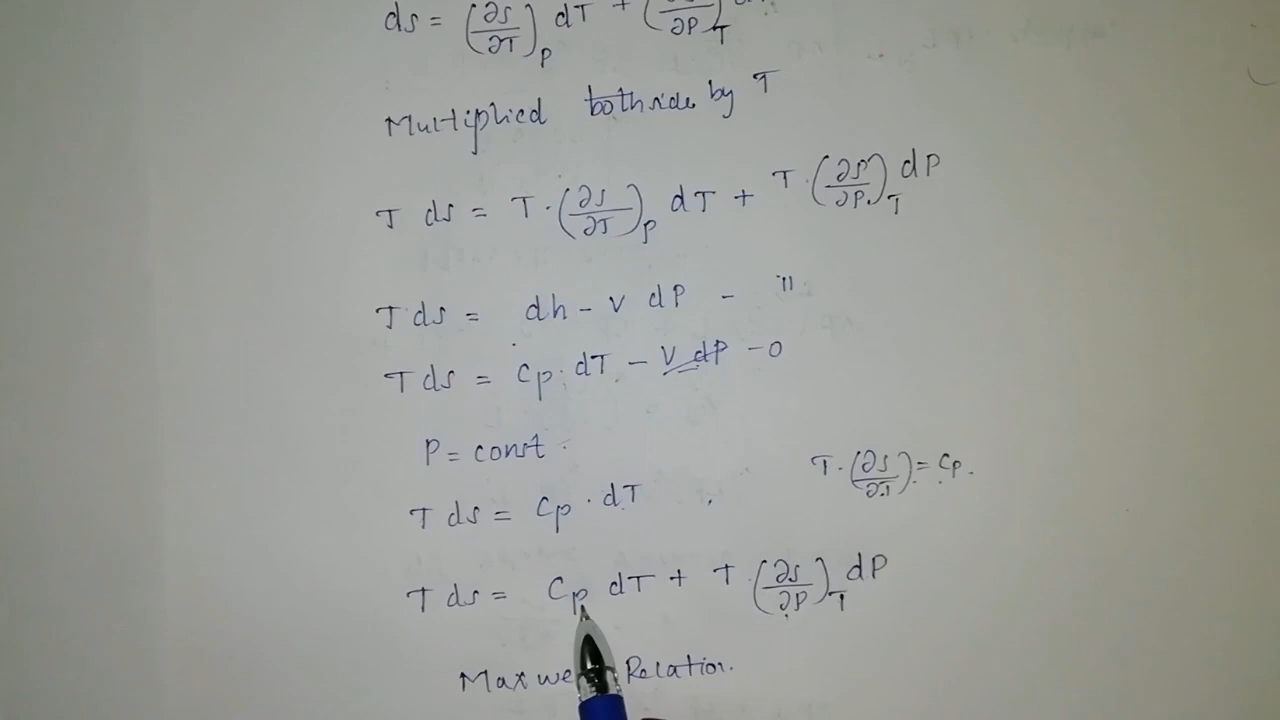 ds = (∂s/∂T)p dT + (∂P)T
Multiplied bothside by T
T ds = T·(∂s/∂T)p dT + T·(∂s/∂P)T dP
T ds = dh - v dP - "
T ds = Cp. dT - v dP - 0
P = const
T ds = Cp · dT , T·(∂s/∂T) = Cp.
T ds = Cp dT + T (∂s/∂P)T dP
Maxwe Relation.